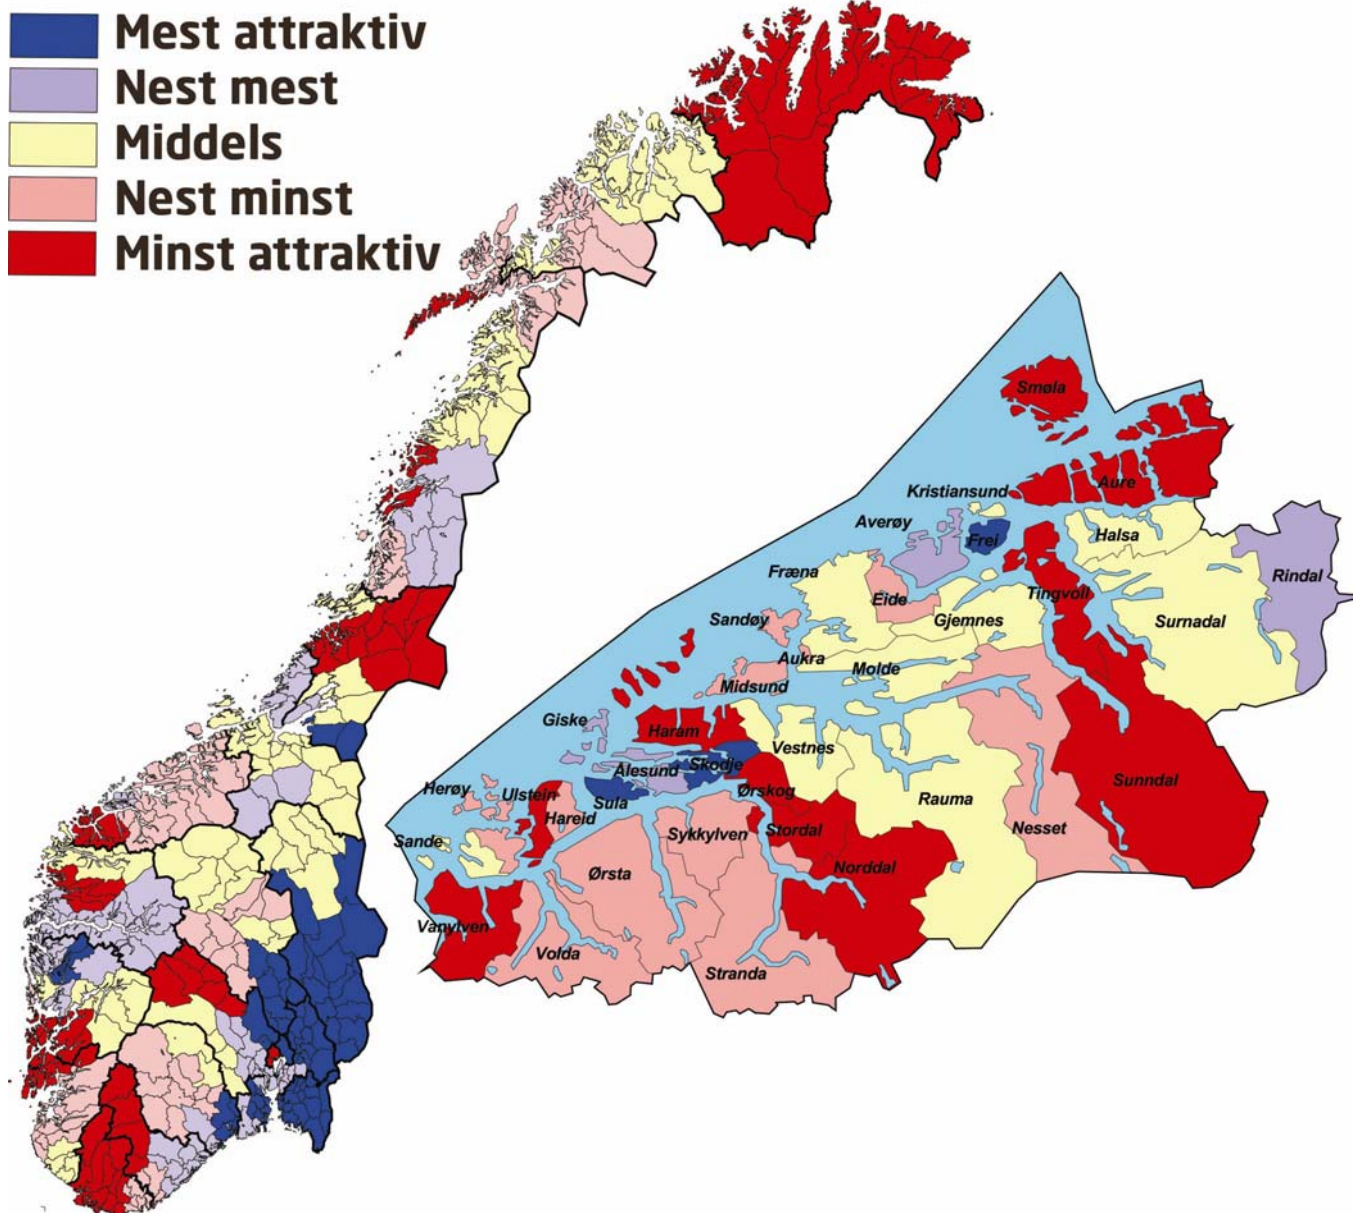 Mest attraktiv
Nest mest
Middels
Nest minst
Minst attraktiv
Smøla
Aure
Kristiansund
Averøy
Frei
Halsa
Rindal
Fræna
Eide
Tingvoll
Surnadal
Sandøy
Gjemnes
Aukra
Molde
Midsund
Giske
Haram
Vestnes
Skodje
Ålesund
Sunndal
Herøy
Ulstein
Sula
Ørskog
Rauma
Hareid
Nesset
Sande
Sykkylven
Stordal
Ørsta
Norddal
Vanylven
Volda
Stranda